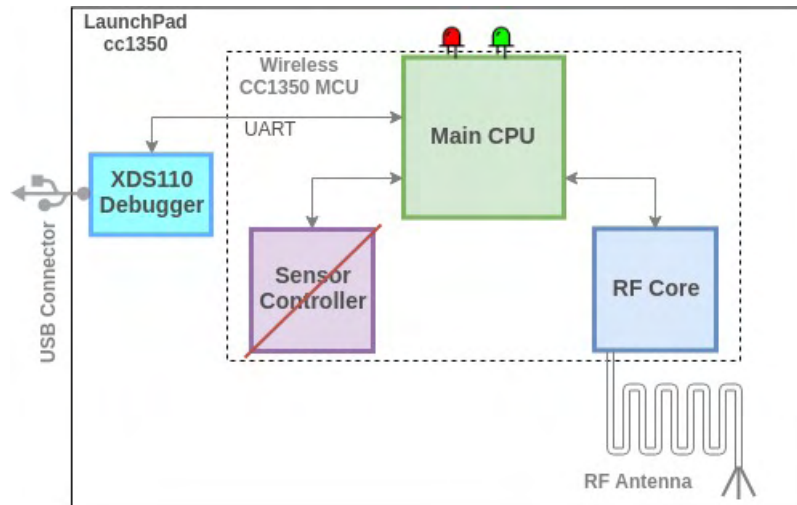 LaunchPad
cc1350
Wireless
CC1350 MCU
UART
Main CPU
XDS110
Debugger
USB Connector
Sensor
Controller
RF Core
RF Antenna